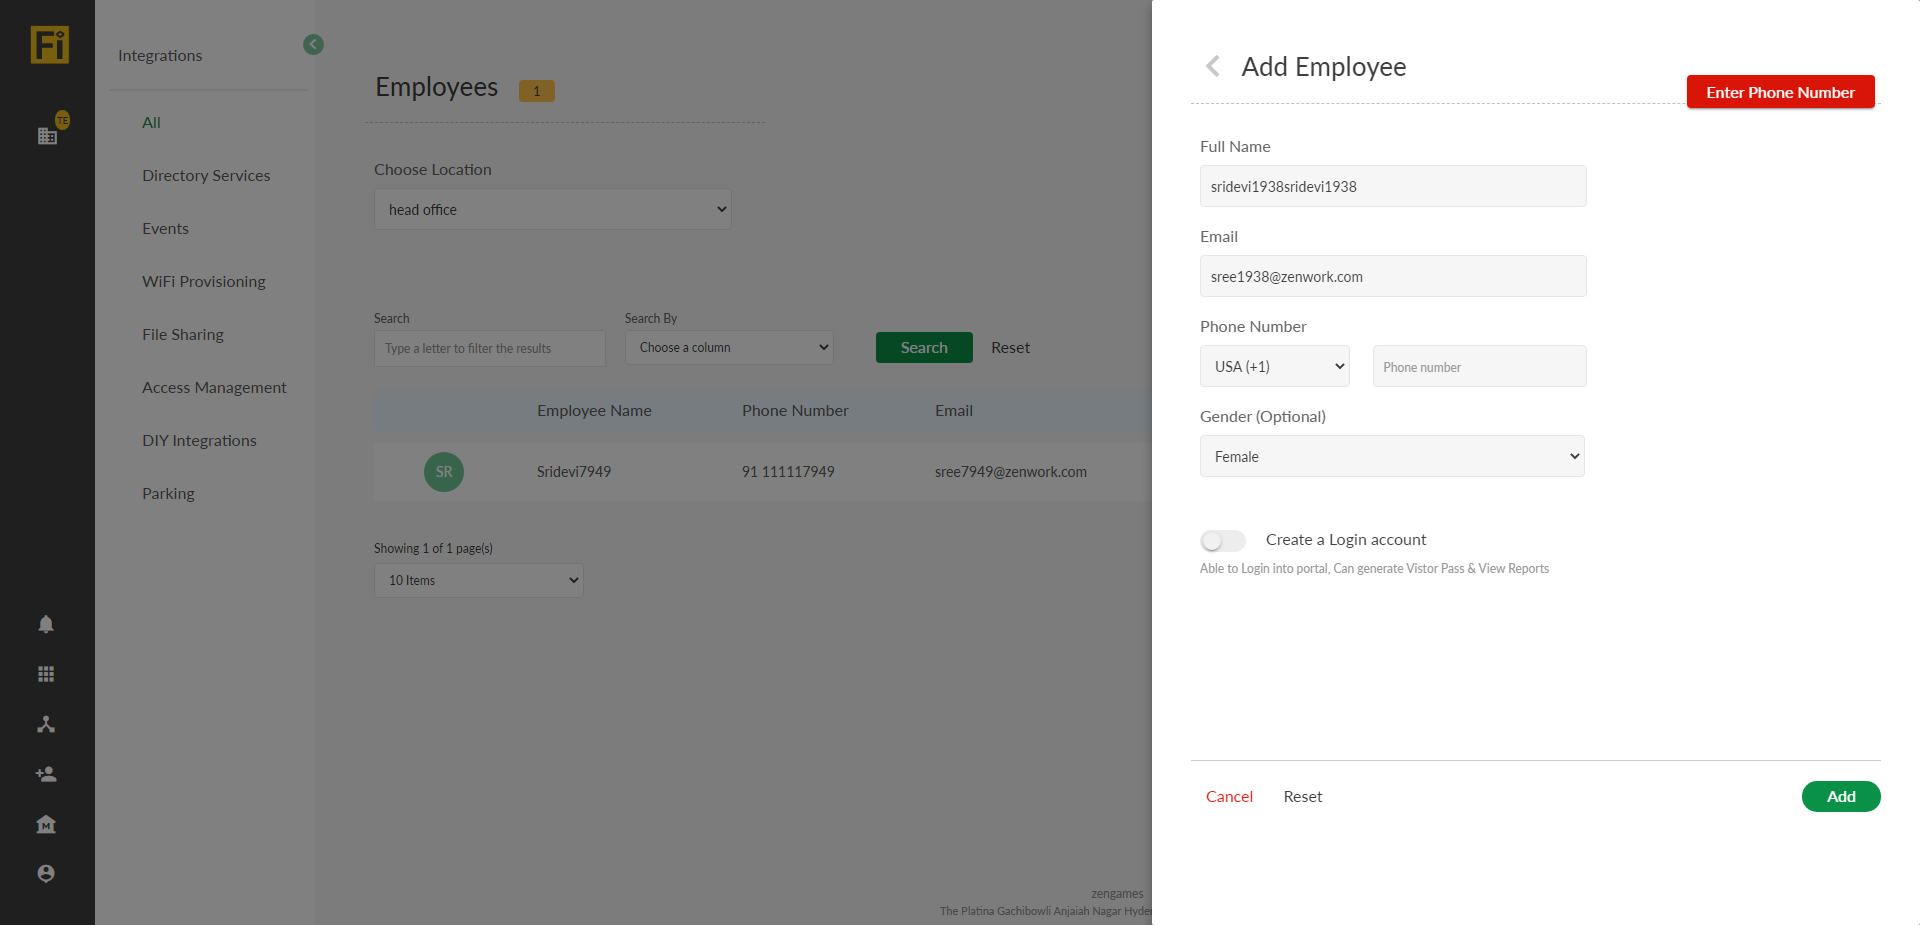 Fi
TE
Integrations
All
Directory Services
Events
WiFi Provisioning
File Sharing
Access Management
DIY Integrations
Parking
M
Employees 1
Choose Location
head office
Search Search By
Type a letter to filter the results Choose a column Search Reset
Employee Name Phone Number Email
SR Sridevi7949 91 111117949 sree7949@zenwork.com
Showing 1 of 1 page(s)
10 Items
zengames
The Platina Gachibowli Anjaiah Nagar Hyder
Add Employee
Enter Phone Number
Full Name
sridevi1938sridevi1938
Email
sree1938@zenwork.com
Phone Number
USA (+1) Phone number
Gender (Optional)
Female
Create a Login account
Able to Login into portal, Can generate Vistor Pass & View Reports
Cancel Reset Add